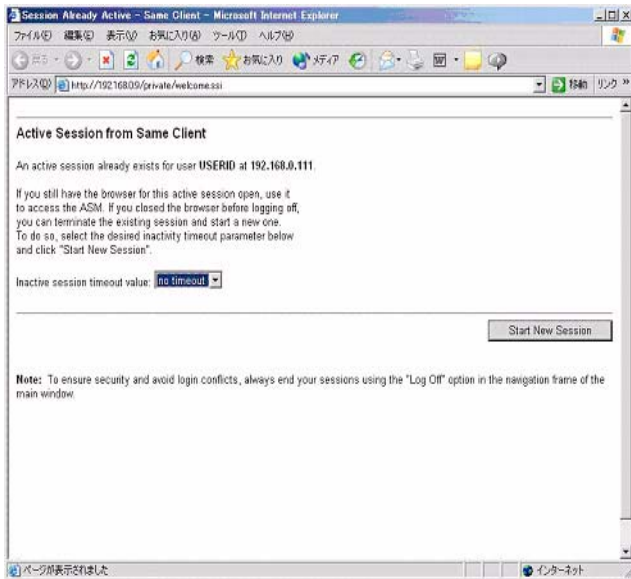 Session Already Active - Same Client - Microsoft Internet Explorer
ファイル(F) 編集(E) 表示(V) お気に入り(A) ツール(T) ヘルプ(H)
戻る 検索 お気に入り メディア
アドレス(D) http://192.168.0.9/private/welcome.ssi 移動 リンク »
Active Session from Same Client
An active session already exists for user USERID at 192.168.0.111.
If you still have the browser for this active session open, use it
to access the ASM. If you closed the browser before logging off,
you can terminate the existing session and start a new one.
To do so, select the desired inactivity timeout parameter below
and click "Start New Session".
Inactive session timeout value: no timeout
Start New Session
Note: To ensure security and avoid login conflicts, always end your sessions using the "Log Off" option in the navigation frame of the
main window.
ページが表示されました インターネット